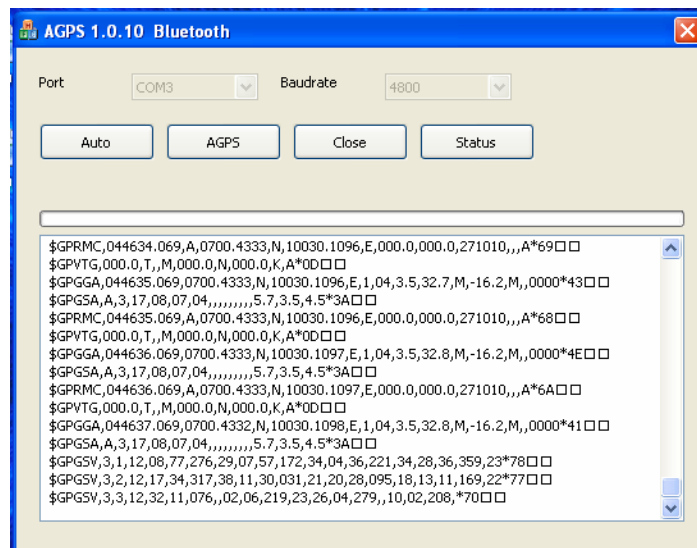 AGPS 1.0.10 Bluetooth
Port COM3 Baudrate 4800
Auto AGPS Close Status
$GPRMC,044634.069,A,0700.4333,N,10030.1096,E,000.0,000.0,271010,,,A*69□□
$GPVTG,000.0,T,,M,000.0,N,000.0,K,A*0D□□
$GPGGA,044635.069,0700.4333,N,10030.1096,E,1,04,3.5,32.7,M,-16.2,M,,0000*43□□
$GPGSA,A,3,17,08,07,04,,,,,,,,,5.7,3.5,4.5*3A□□
$GPRMC,044635.069,A,0700.4333,N,10030.1096,E,000.0,000.0,271010,,,A*68□□
$GPVTG,000.0,T,,M,000.0,N,000.0,K,A*0D□□
$GPGGA,044636.069,0700.4333,N,10030.1097,E,1,04,3.5,32.8,M,-16.2,M,,0000*4E□□
$GPGSA,A,3,17,08,07,04,,,,,,,,,5.7,3.5,4.5*3A□□
$GPRMC,044636.069,A,0700.4333,N,10030.1097,E,000.0,000.0,271010,,,A*6A□□
$GPVTG,000.0,T,,M,000.0,N,000.0,K,A*0D□□
$GPGGA,044637.069,0700.4332,N,10030.1098,E,1,04,3.5,32.8,M,-16.2,M,,0000*41□□
$GPGSA,A,3,17,08,07,04,,,,,,,,,5.7,3.5,4.5*3A□□
$GPGSV,3,1,12,08,77,276,29,07,57,172,34,04,36,221,34,28,36,359,23*78□□
$GPGSV,3,2,12,17,34,317,38,11,30,031,21,20,28,095,18,13,11,169,22*77□□
$GPGSV,3,3,12,32,11,076,,02,06,219,23,26,04,279,,10,02,208,*70□□